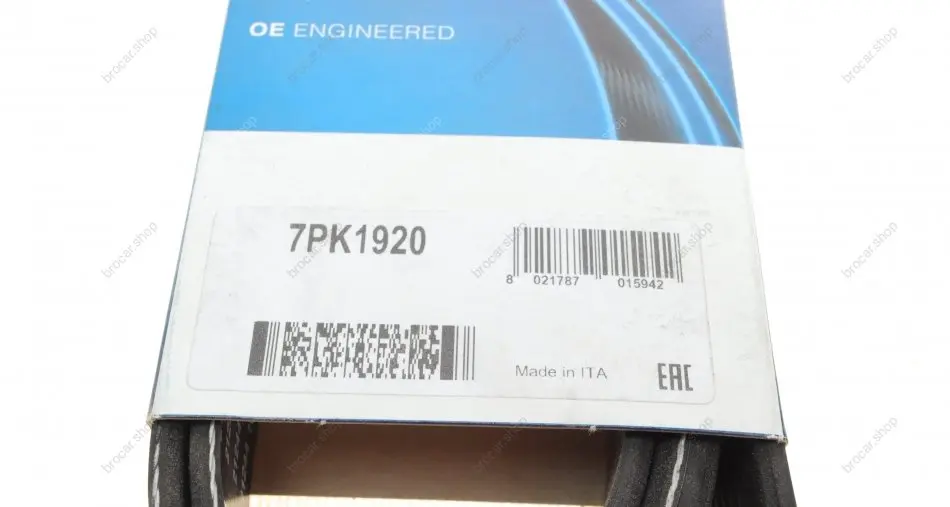 OE ENGINEERED
7PK1920
8 021787 015942
Made in ITA
EAC
brocar.shop